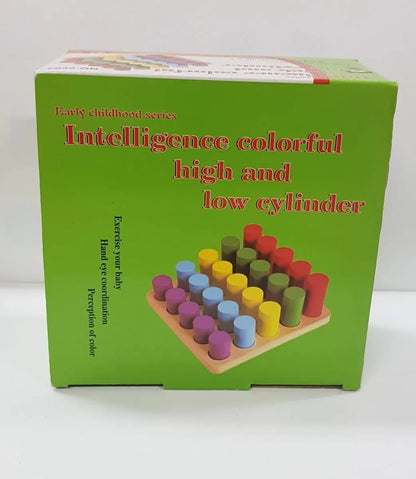 Early childhood series
Intelligence colorful
high and
low cylinder
Exercise your baby
Hand eye coordination
Perception of color